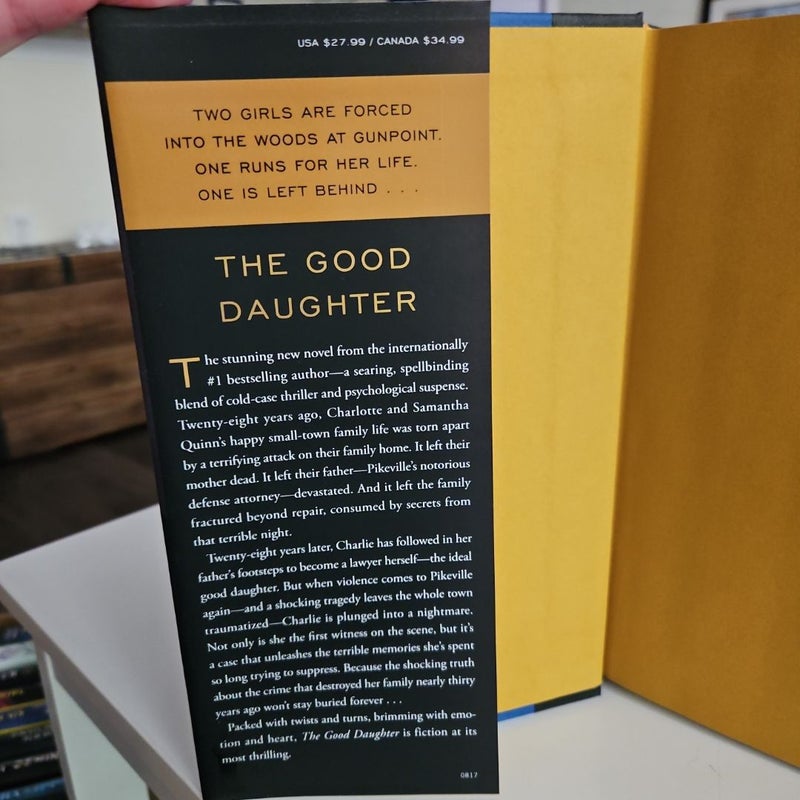 USA $27.99 / CANADA $34.99
TWO GIRLS ARE FORCED
INTO THE WOODS AT GUNPOINT.
ONE RUNS FOR HER LIFE.
ONE IS LEFT BEHIND . . .
THE GOOD
DAUGHTER
The stunning new novel from the internationally
#1 bestselling author—a searing, spellbinding
blend of cold-case thriller and psychological suspense.
Twenty-eight years ago, Charlotte and Samantha
Quinn's happy small-town family life was torn apart
by a terrifying attack on their family home. It left their
mother dead. It left their father—Pikeville's notorious
defense attorney—devastated. And it left the family
fractured beyond repair, consumed by secrets from
that terrible night.
Twenty-eight years later, Charlie has followed in her
father's footsteps to become a lawyer herself—the ideal
good daughter. But when violence comes to Pikeville
again—and a shocking tragedy leaves the whole town
traumatized—Charlie is plunged into a nightmare.
Not only is she the first witness on the scene, but it's
a case that unleashes the terrible memories she's spent
so long trying to suppress. Because the shocking truth
about the crime that destroyed her family nearly thirty
years ago won't stay buried forever . . .
Packed with twists and turns, brimming with emo-
tion and heart, The Good Daughter is fiction at its
most thrilling.
0817